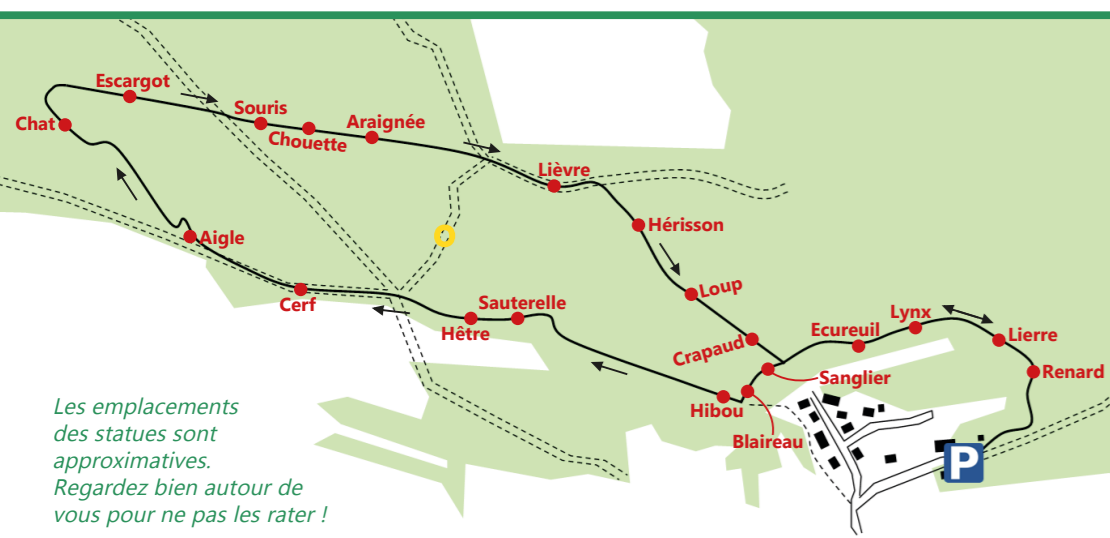 Escargot
Souris
Chouette
Araignée
Chat
Lièvre
Hérisson
Aigle
Loup
Cerf
Sauterelle
Hêtre
Crapaud
Ecureuil
Lynx
Lierre
Renard
Sanglier
Hibou
Blaireau
P
Les emplacements
des statues sont
approximatives.
Regardez bien autour de
vous pour ne pas les rater !